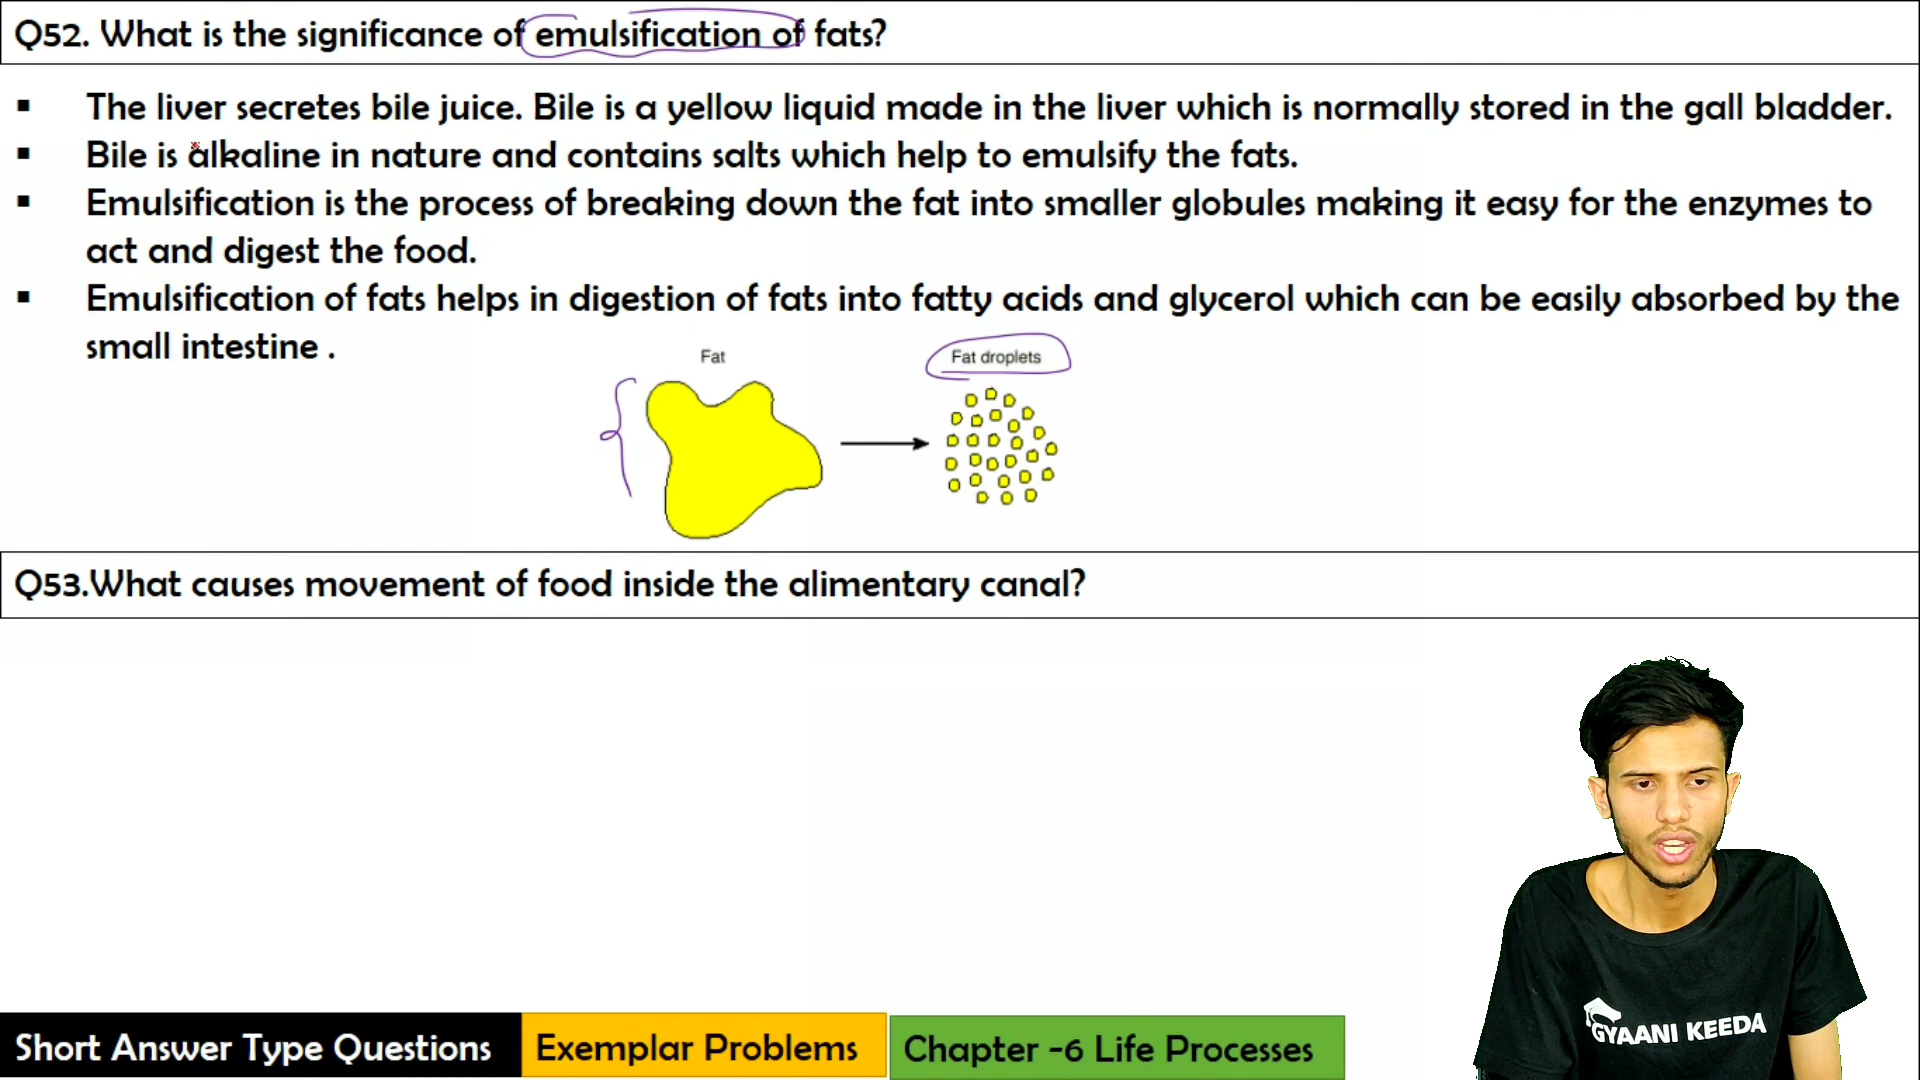 Q52. What is the significance of emulsification of fats?
▪ The liver secretes bile juice. Bile is a yellow liquid made in the liver which is normally stored in the gall bladder.
▪ Bile is alkaline in nature and contains salts which help to emulsify the fats.
▪ Emulsification is the process of breaking down the fat into smaller globules making it easy for the enzymes to
act and digest the food.
▪ Emulsification of fats helps in digestion of fats into fatty acids and glycerol which can be easily absorbed by the
small intestine .
Fat
Fat droplets
Q53.What causes movement of food inside the alimentary canal?
GYAANI KEEDA
Short Answer Type Questions
Exemplar Problems
Chapter -6 Life Processes